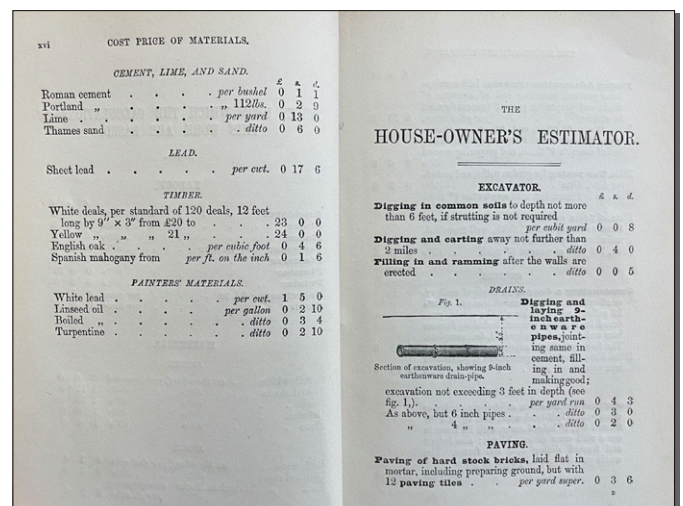 xvi COST PRICE OF MATERIALS.
CEMENT, LIME, AND SAND.
£ s. d.
Roman cement . . . . per bushel 0 1 1
Portland „ . . . . „ 112lbs. 0 2 9
Lime . . . . . per yard 0 13 0
Thames sand . . . . ditto 0 6 0
LEAD.
Sheet lead . . . . . per cwt. 0 17 6
TIMBER.
White deals, per standard of 120 deals, 12 feet
long by 9" × 3" from £20 to . . . 23 0 0
Yellow „ „ „ 21 „ . . . 24 0 0
English oak . . . . per cubic foot 0 4 6
Spanish mahogany from per ft. on the inch 0 1 6
PAINTERS' MATERIALS.
White lead . . . . . per cwt. 1 5 0
Linseed oil . . . . per gallon 0 2 10
Boiled „ . . . . . ditto 0 3 4
Turpentine . . . . . ditto 0 2 10
THE
HOUSE-OWNER'S ESTIMATOR.
EXCAVATOR.
£ s. d.
Digging in common soils to depth not more
than 6 feet, if strutting is not required
per cubit yard 0 0 8
Digging and carting away not further than
2 miles . . . . . ditto 0 4 0
Filling in and ramming after the walls are
erected . . . . . ditto 0 0 5
DRAINS.
Fig. 1.
Section of excavation, showing 9-inch
earthenware drain-pipe.
Digging and
laying 9-
inch earth-
enware
pipes, joint-
ing same in
cement, fill-
ing in and
making good;
excavation not exceeding 3 feet in depth (see
fig. 1,). . . . . per yard run 0 4 3
As above, but 6 inch pipes . . . ditto 0 3 0
„ 4 „ „ . . . ditto 0 2 0
PAVING.
Paving of hard stock bricks, laid flat in
mortar, including preparing ground, but with
12 paving tiles . . per yard super. 0 3 6